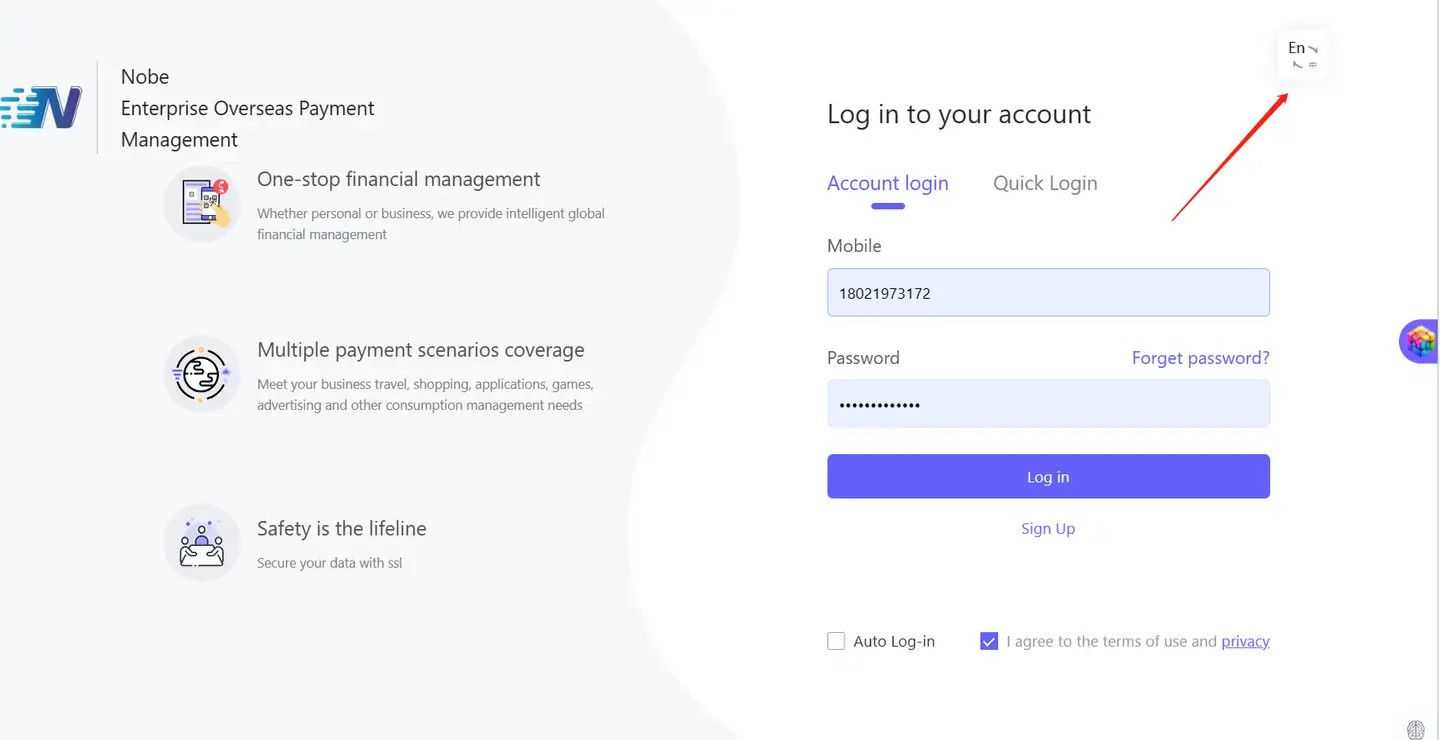 Nobe
Enterprise Overseas Payment
Management
One-stop financial management
Whether personal or business, we provide intelligent global
financial management
Multiple payment scenarios coverage
Meet your business travel, shopping, applications, games,
advertising and other consumption management needs
Safety is the lifeline
Secure your data with ssl
En
中
Log in to your account
Account login Quick Login
Mobile
18021973172
Password Forget password?
•••••••••••••
Log in
Sign Up
Auto Log-in I agree to the terms of use and privacy